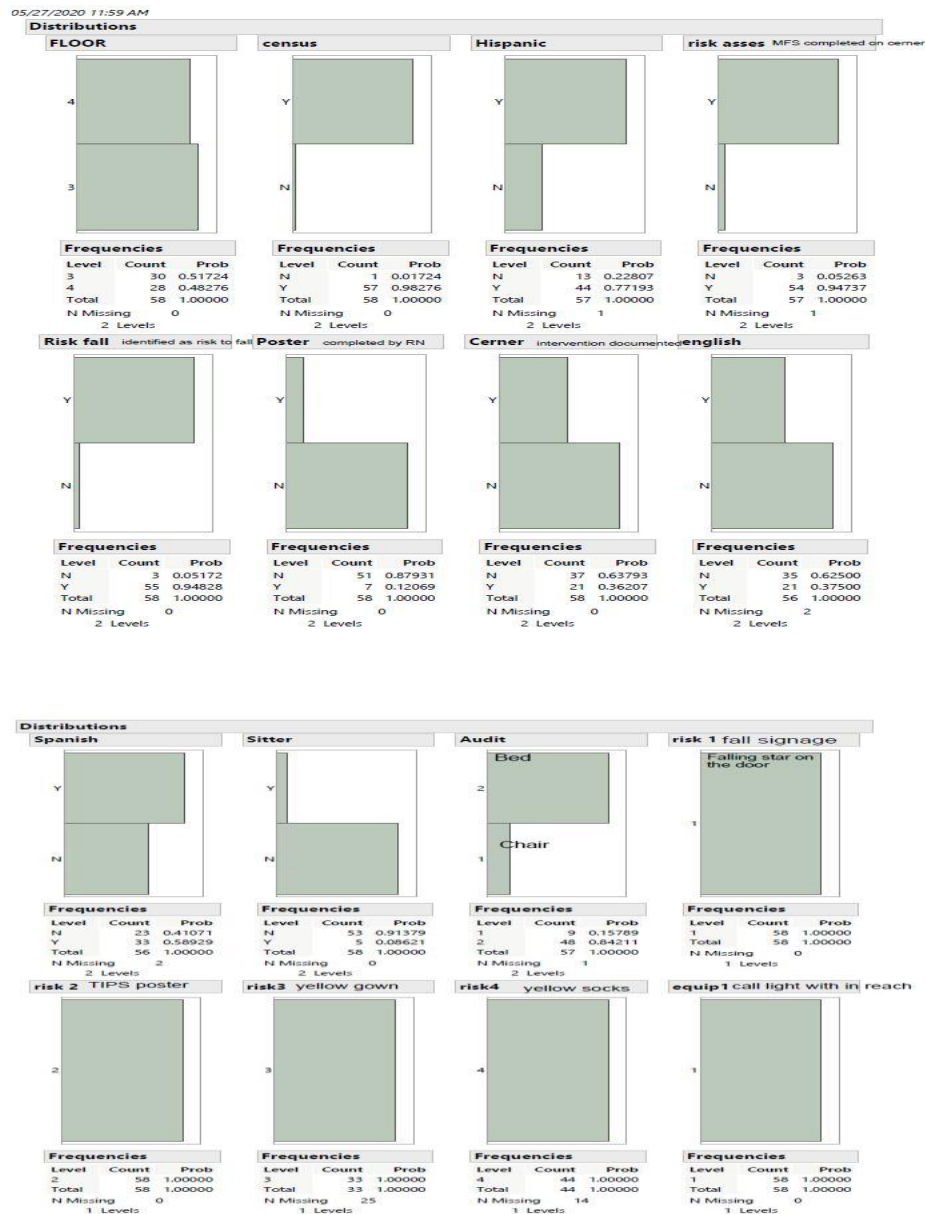 05/27/2020 11:59 AM
Distributions
FLOOR census Hispanic risk asses MFS completed on cerner
4 Y Y Y
3 N N N
Frequencies Frequencies Frequencies Frequencies
Level Count Prob Level Count Prob Level Count Prob Level Count Prob
3 30 0.51724 N 1 0.01724 N 13 0.22807 N 3 0.05263
4 28 0.48276 Y 57 0.98276 Y 44 0.77193 Y 54 0.94737
Total 58 1.00000 Total 58 1.00000 Total 57 1.00000 Total 57 1.00000
N Missing 0 N Missing 0 N Missing 1 N Missing 1
2 Levels 2 Levels 2 Levels 2 Levels
Risk fall identified as risk to fall Poster completed by RN Cerner intervention documented english
Y Y Y Y
N N N N
Frequencies Frequencies Frequencies Frequencies
Level Count Prob Level Count Prob Level Count Prob Level Count Prob
N 3 0.05172 N 51 0.87931 N 37 0.63793 N 35 0.62500
Y 55 0.94828 Y 7 0.12069 Y 21 0.36207 Y 21 0.37500
Total 58 1.00000 Total 58 1.00000 Total 58 1.00000 Total 56 1.00000
N Missing 0 N Missing 0 N Missing 0 N Missing 2
2 Levels 2 Levels 2 Levels 2 Levels
Distributions
Spanish Sitter Audit risk 1 fall signage
Bed Falling star on
the door
Y Y 2
1
Chair
N N 1
Frequencies Frequencies Frequencies Frequencies
Level Count Prob Level Count Prob Level Count Prob Level Count Prob
N 23 0.41071 N 53 0.91379 1 9 0.15789 1 58 1.00000
Y 33 0.58929 Y 5 0.08621 2 48 0.84211 Total 58 1.00000
Total 56 1.00000 Total 58 1.00000 Total 57 1.00000 N Missing 0
N Missing 2 N Missing 0 N Missing 1 1 Levels
2 Levels 2 Levels 2 Levels
risk 2 TIPS poster risk3 yellow gown risk4 yellow socks equip1 call light with in reach
2 3 4 1
Frequencies Frequencies Frequencies Frequencies
Level Count Prob Level Count Prob Level Count Prob Level Count Prob
2 58 1.00000 3 33 1.00000 4 44 1.00000 1 58 1.00000
Total 58 1.00000 Total 33 1.00000 Total 44 1.00000 Total 58 1.00000
N Missing 0 N Missing 25 N Missing 14 N Missing 0
1 Levels 1 Levels 1 Levels 1 Levels